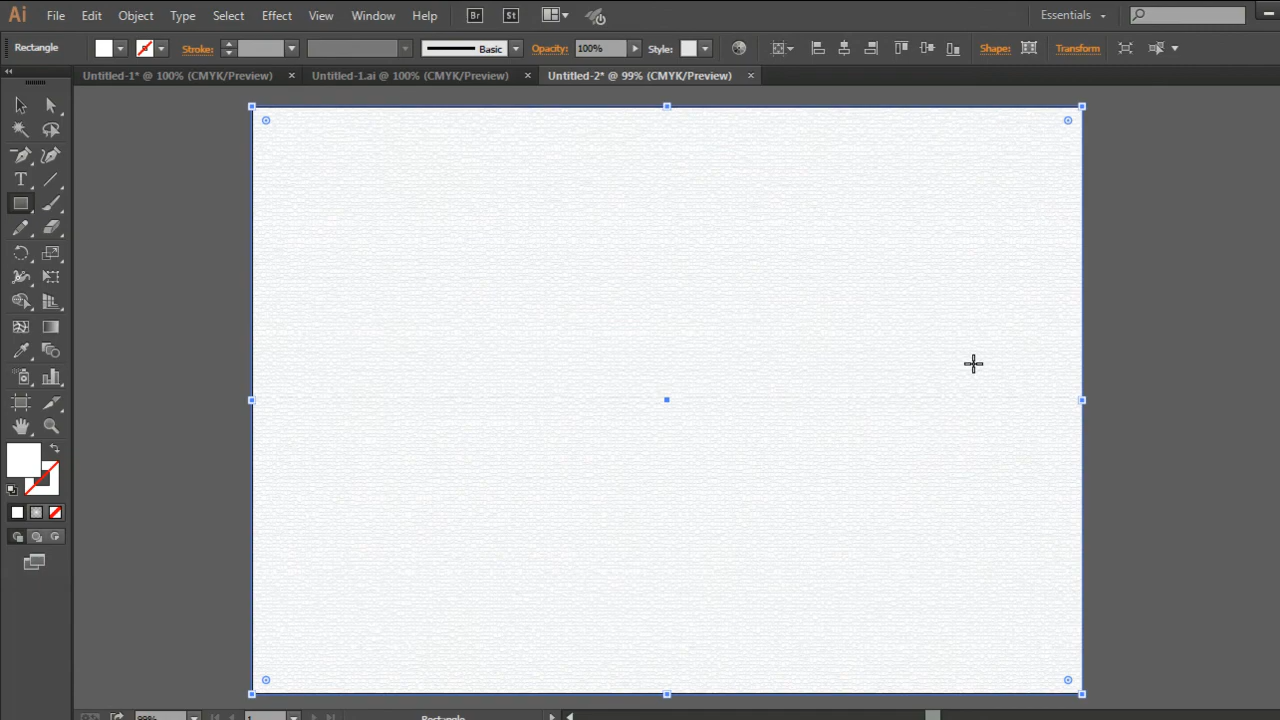 Ai File Edit Object Type Select Effect View Window Help Br St Essentials
Rectangle Stroke: Basic Opacity: 100% Style: Shape: Transform
Untitled-1* @ 100% (CMYK/Preview) Untitled-1.ai @ 100% (CMYK/Preview) Untitled-2* @ 99% (CMYK/Preview)
T
99% 1 Rectangle